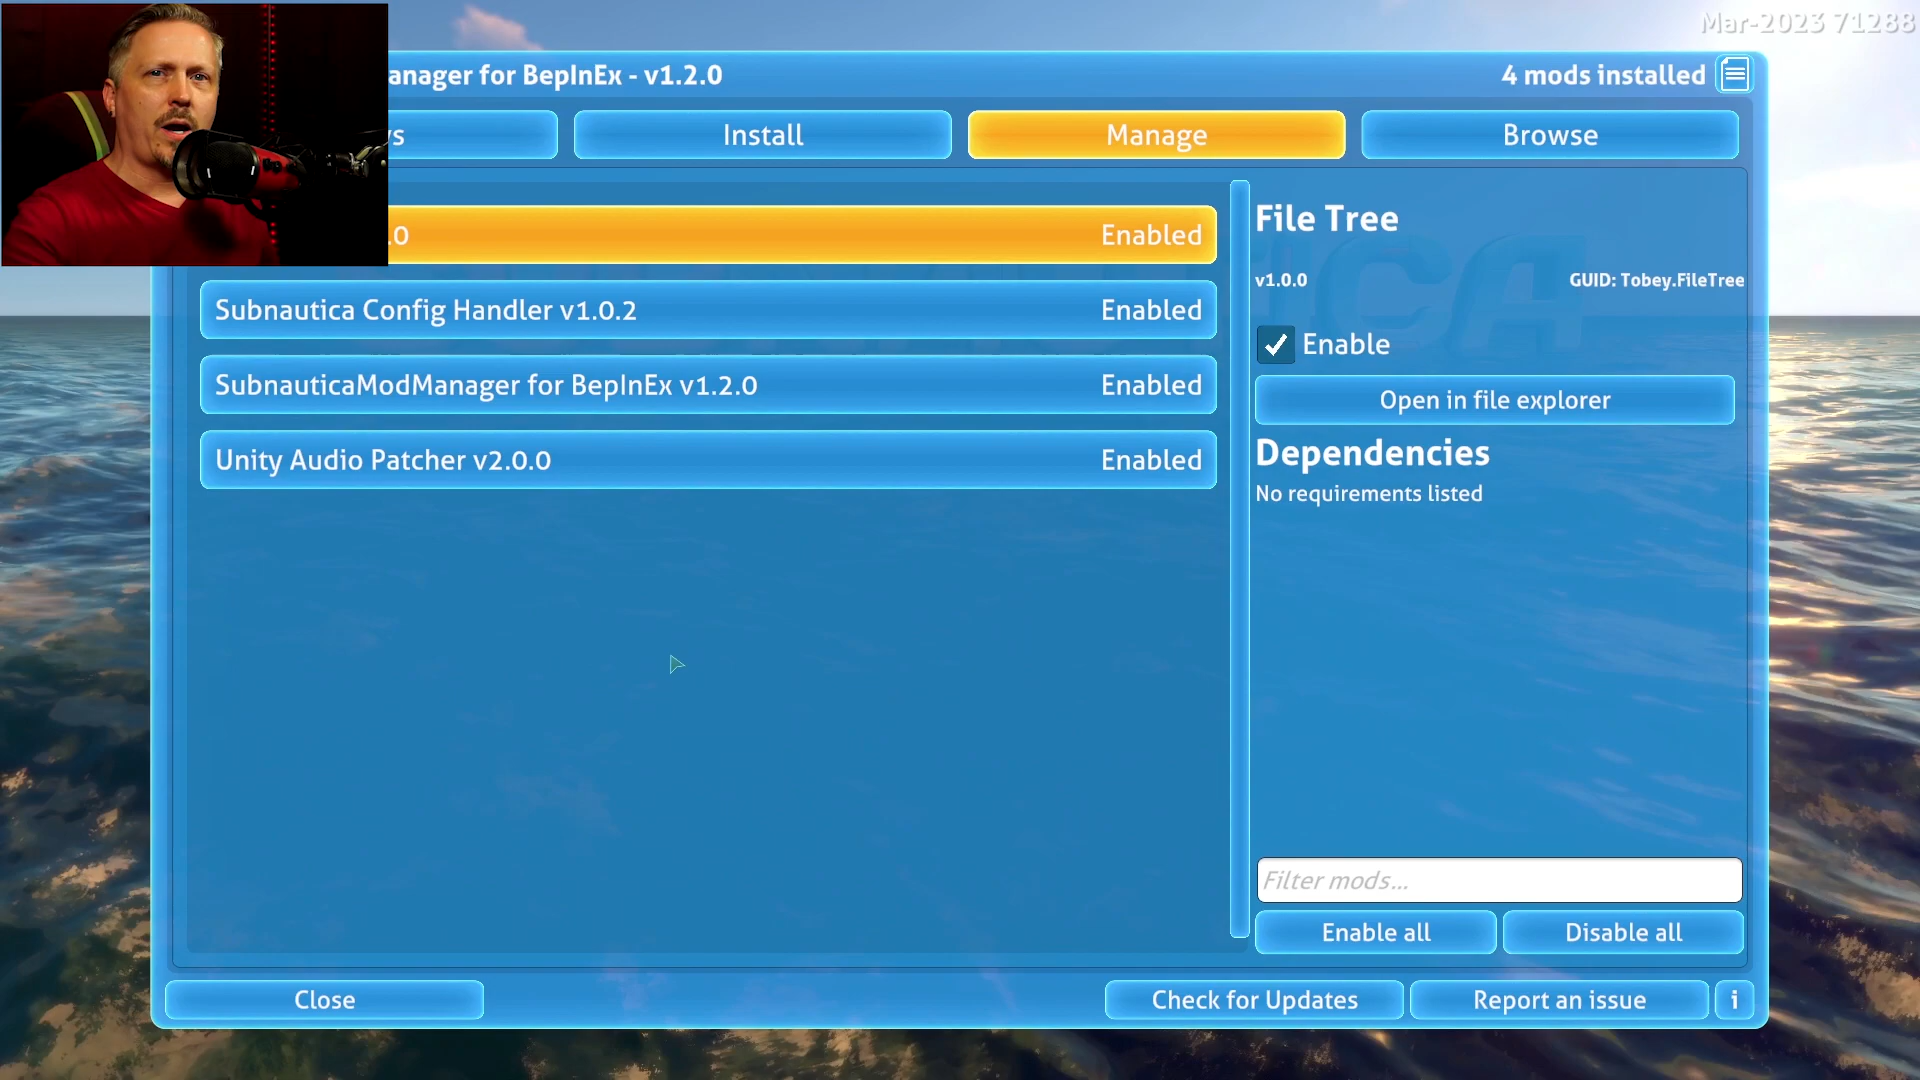 Mar-2023 71288
anager for BepInEx - v1.2.0
4 mods installed
s
Install
Manage
Browse
.0
Enabled
Subnautica Config Handler v1.0.2
Enabled
SubnauticaModManager for BepInEx v1.2.0
Enabled
Unity Audio Patcher v2.0.0
Enabled
File Tree
v1.0.0
GUID: Tobey.FileTree
Enable
Open in file explorer
Dependencies
No requirements listed
Filter mods...
Enable all
Disable all
Close
Check for Updates
Report an issue
i